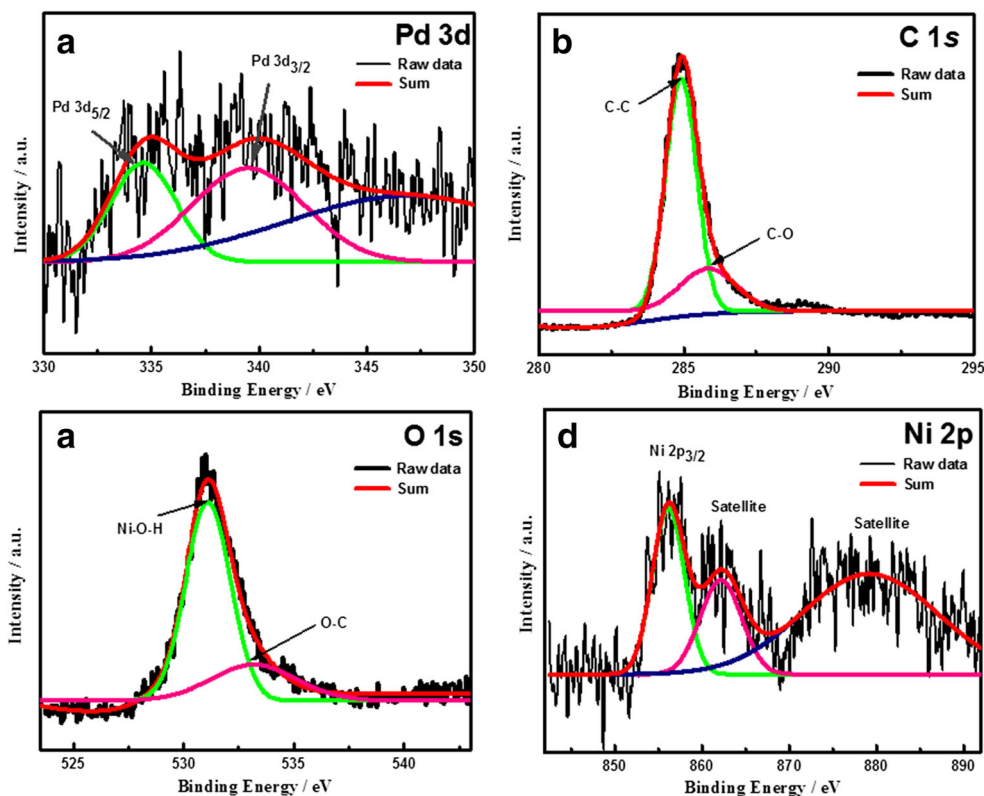 a
Pd 3d
Raw data
Sum
Pd 3d3/2
Pd 3d5/2
Intensity / a.u.
330 335 340 345 350
Binding Energy / eV
b
C 1s
Raw data
Sum
C-C
C-O
Intensity / a.u.
280 285 290 295
Binding Energy / eV
a
O 1s
Raw data
Sum
Ni-O-H
O-C
Intensity / a.u.
525 530 535 540
Binding Energy / eV
d
Ni 2p
Ni 2p3/2
Raw data
Sum
Satellite
Satellite
Intensity / a.u.
850 860 870 880 890
Binding Energy / eV